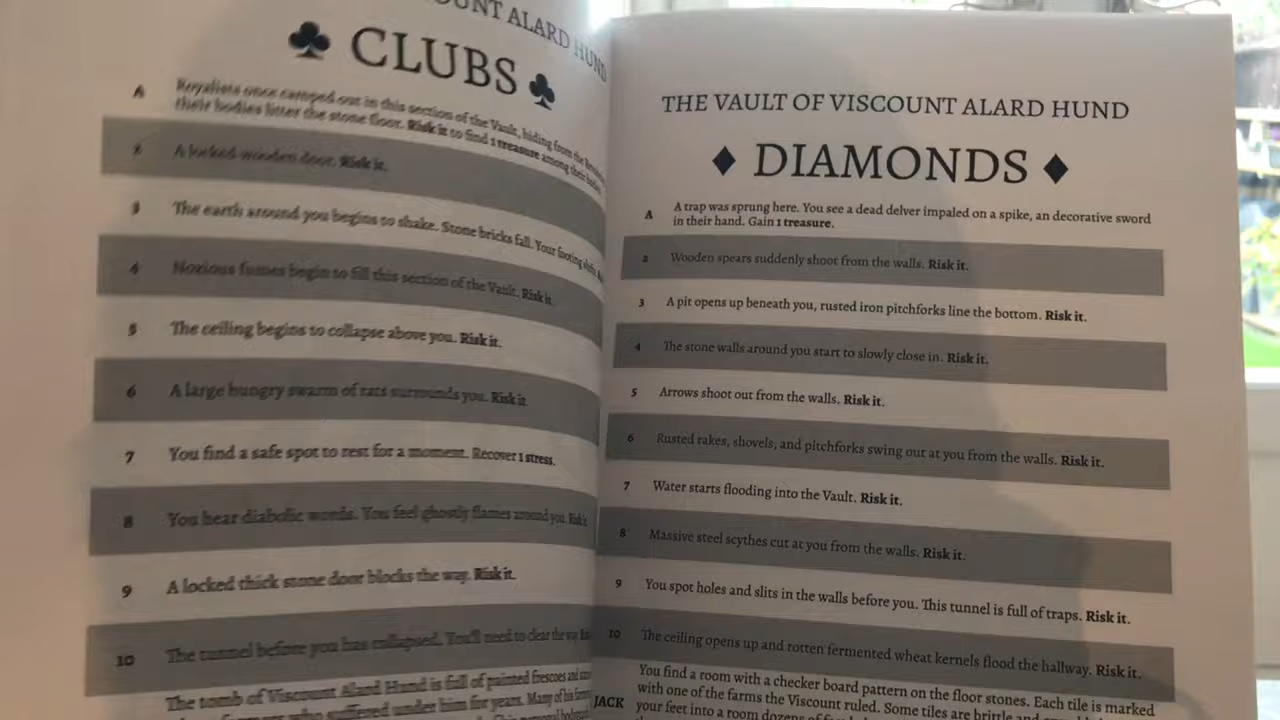 OUNT ALARD HUND
♣ CLUBS ♣
A Royalists once camped out in this section of the Vault, hiding from the
their bodies litter the stone floor. Risk it to find 1 treasure among their bodies
2 A locked wooden door. Risk it.
3 The earth around you begins to shake. Stone bricks fall. Your footing
4 Noxious fumes begin to fill this section of the Vault. Risk it.
5 The ceiling begins to collapse above you. Risk it.
6 A large hungry swarm of rats surrounds you. Risk it.
7 You find a safe spot to rest for a moment. Recover 1 stress.
8 You hear diabolic words. You feel ghostly flames around you. Risk it
9 A locked thick stone door blocks the way. Risk it.
10 The tunnel before you has collapsed. You'll need to clear the way
The tomb of Viscount Alard Hund is full of painted frescoes and
who suffered under him for years. Many of his
THE VAULT OF VISCOUNT ALARD HUND
♦ DIAMONDS ♦
A A trap was sprung here. You see a dead delver impaled on a spike, an decorative sword
in their hand. Gain 1 treasure.
2 Wooden spears suddenly shoot from the walls. Risk it.
3 A pit opens up beneath you, rusted iron pitchforks line the bottom. Risk it.
4 The stone walls around you start to slowly close in. Risk it.
5 Arrows shoot out from the walls. Risk it.
6 Rusted rakes, shovels, and pitchforks swing out at you from the walls. Risk it.
7 Water starts flooding into the Vault. Risk it.
8 Massive steel scythes cut at you from the walls. Risk it.
9 You spot holes and slits in the walls before you. This tunnel is full of traps. Risk it.
10 The ceiling opens up and rotten fermented wheat kernels flood the hallway. Risk it.
You find a room with a checker board pattern on the floor stones. Each tile is marked
JACK with one of the farms the Viscount ruled. Some tiles are brittle and
your feet into a room dozens of